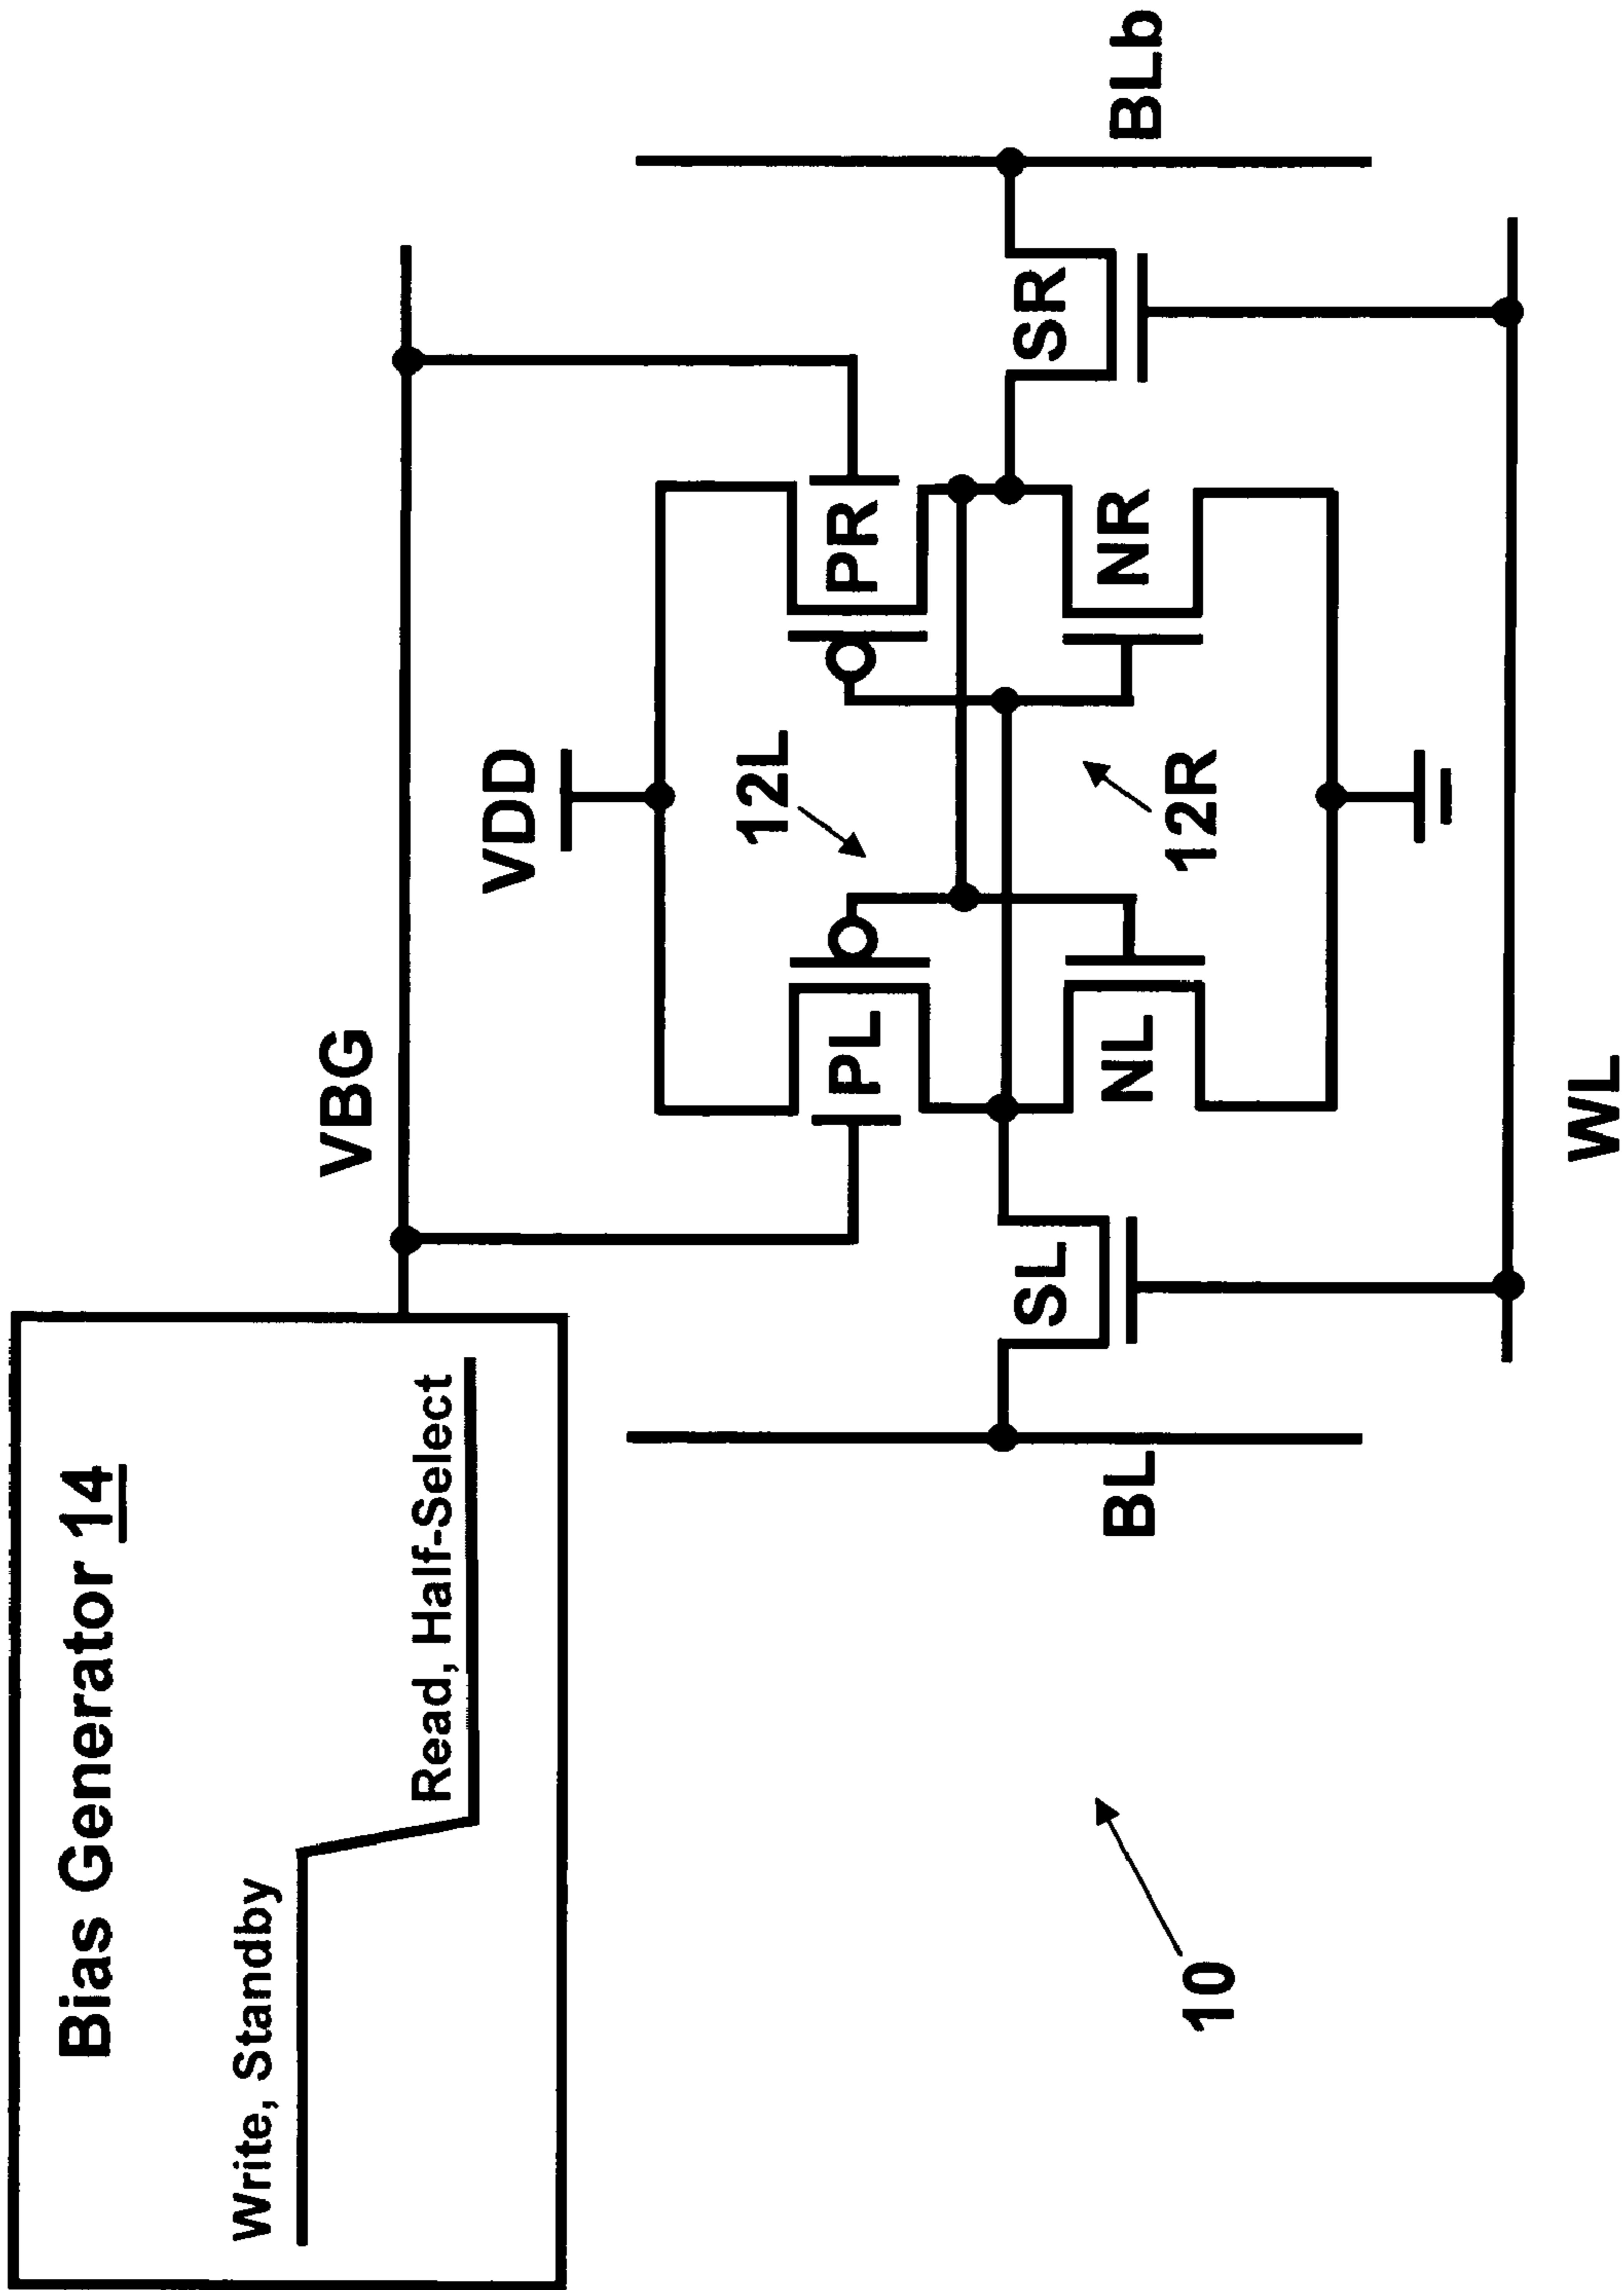 Bias Generator 14
Write, Standby
Read, Half-Select
VBG
VDD
12L
PL
PR
SL
SR
BL
BLb
NL
NR
12R
10
WL